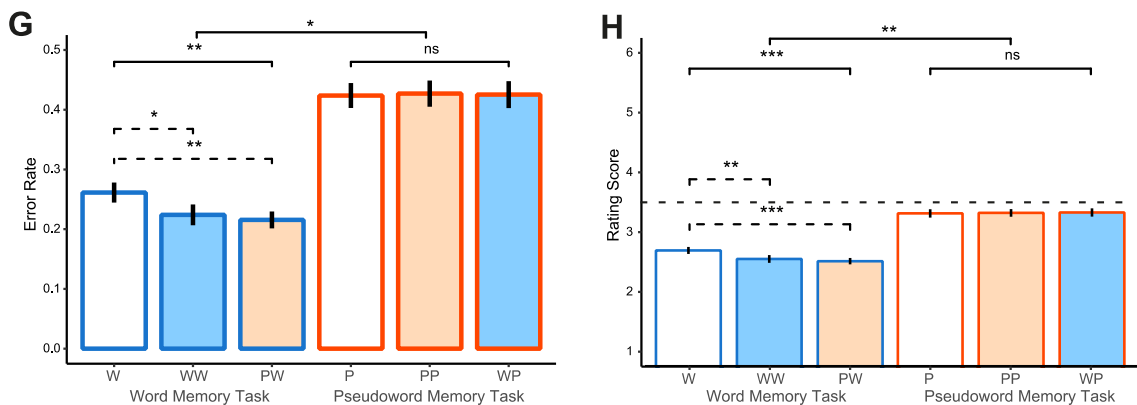 G
*
**
ns
*
**
Error Rate
0.5
0.4
0.3
0.2
0.1
0.0
W WW PW P PP WP
Word Memory Task Pseudoword Memory Task
H
**
***
ns
**
***
Rating Score
6
5
4
3
2
1
W WW PW P PP WP
Word Memory Task Pseudoword Memory Task